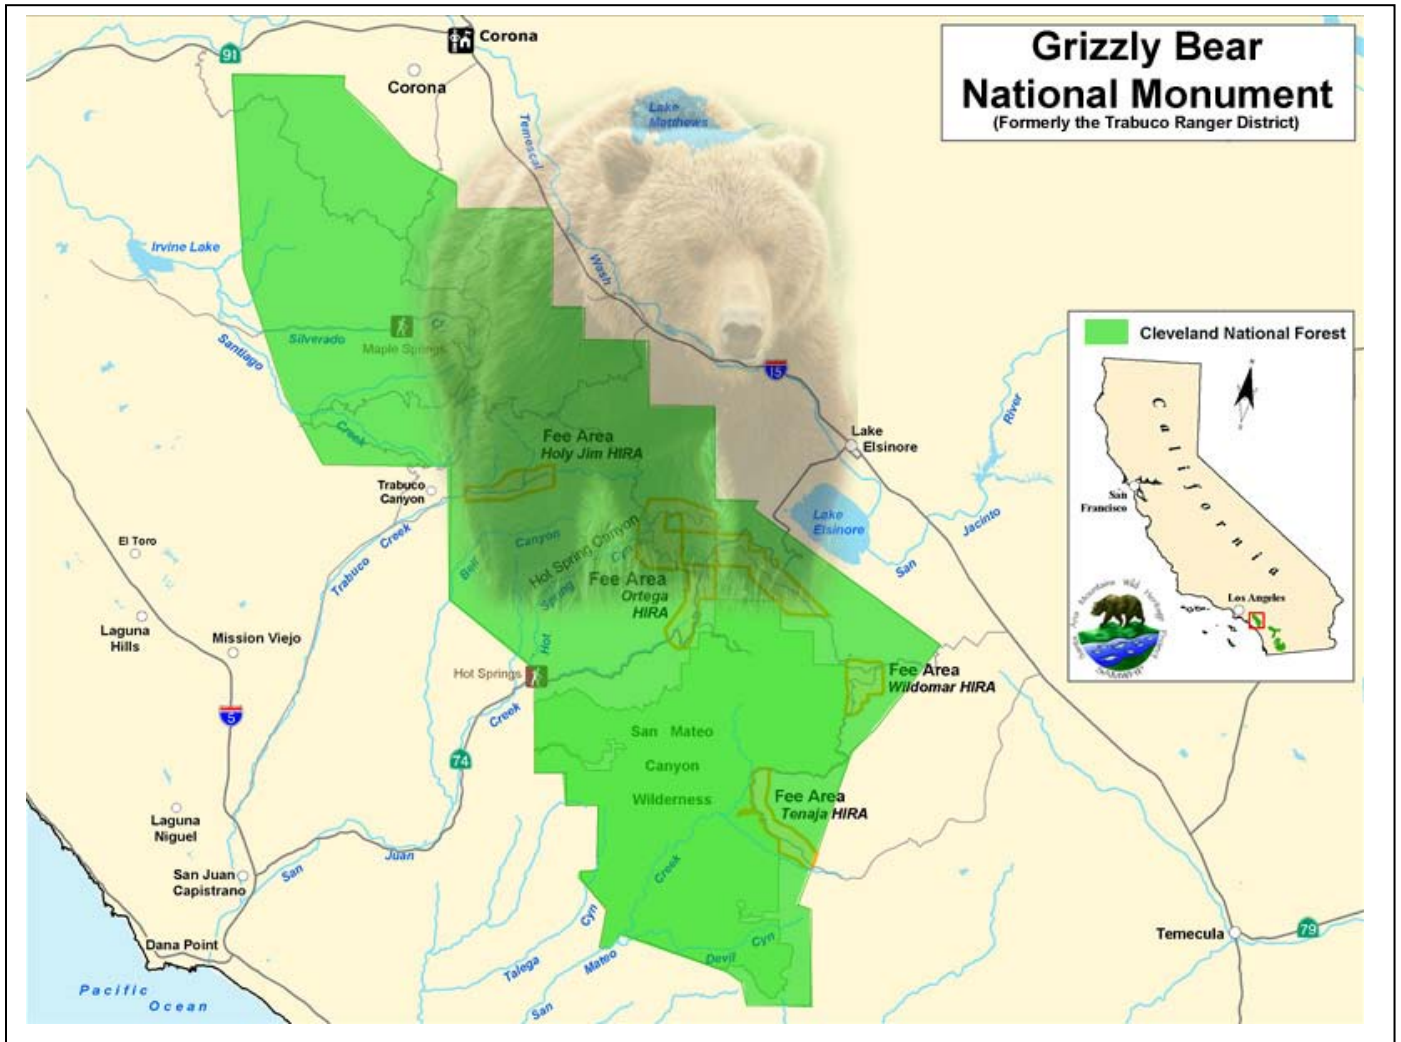 Grizzly Bear
National Monument
(Formerly the Trabuco Ranger District)
91
Corona
Corona
Lake
Matthews
Temescal
Wash
Irvine Lake
Santiago
Creek
Silverado
Cr
Maple Springs
15
Lake
Elsinore
Lake
Elsinore
River
Jacinto
San
Fee Area
Holy Jim HIRA
Trabuco
Canyon
Trabuco
Creek
El Toro
Bell
Canyon
Hot Spring Canyon
Hot
Spring
Cyn
Fee Area
Ortega
HIRA
Laguna
Hills
Mission Viejo
Hot Springs
Creek
5
74
Fee Area
Wildomar HIRA
San Mateo
Canyon
Wilderness
Fee Area
Tenaja HIRA
Laguna
Niguel
San Juan
Capistrano
San
Juan
Dana Point
Pacific
Ocean
Talega
Cyn
San
Mateo
Creek
Devil
Cyn
Temecula
79
Cleveland National Forest
N
California
San
Francisco
Los Angeles